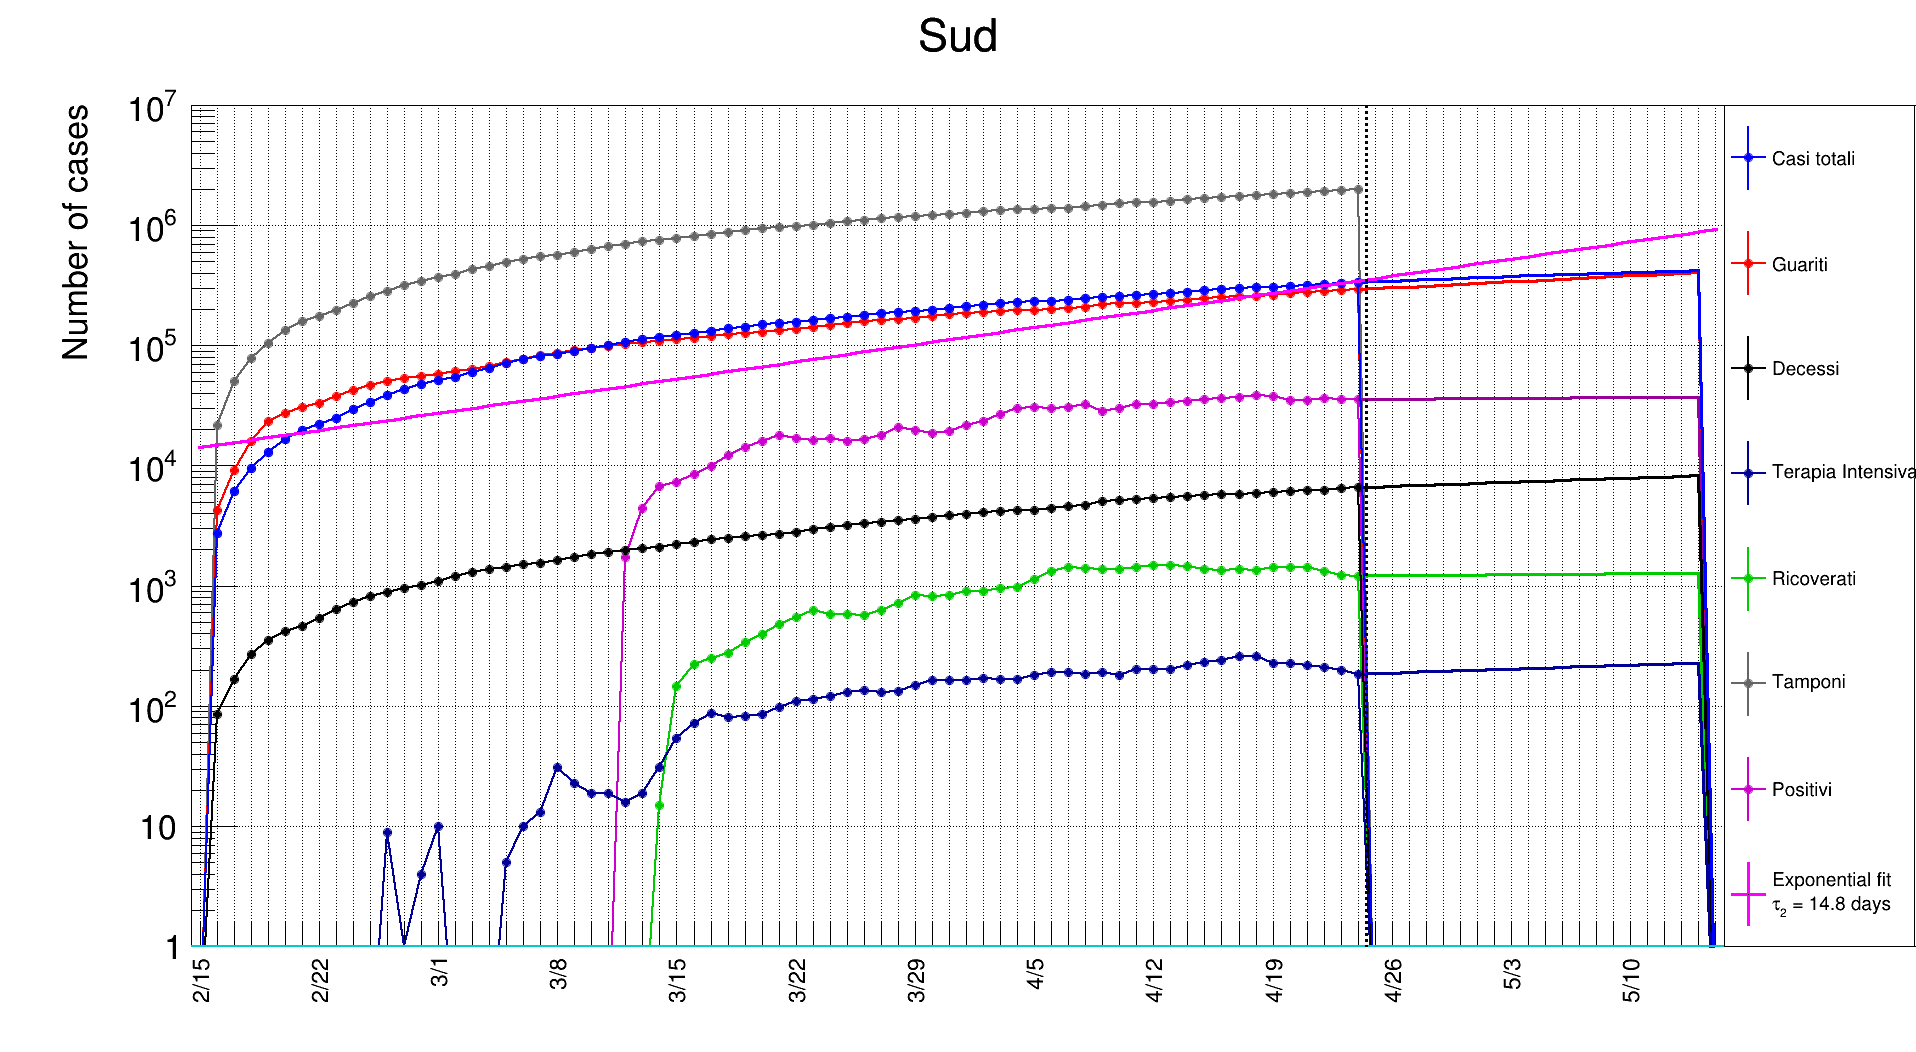 Sud
Number of cases
10^7
10^6
10^5
10^4
10^3
10^2
10
1
2/15
2/22
3/1
3/8
3/15
3/22
3/29
4/5
4/12
4/19
4/26
5/3
5/10
Casi totali
Guariti
Decessi
Terapia Intensiva
Ricoverati
Tamponi
Positivi
Exponential fit
τ_2 = 14.8 days